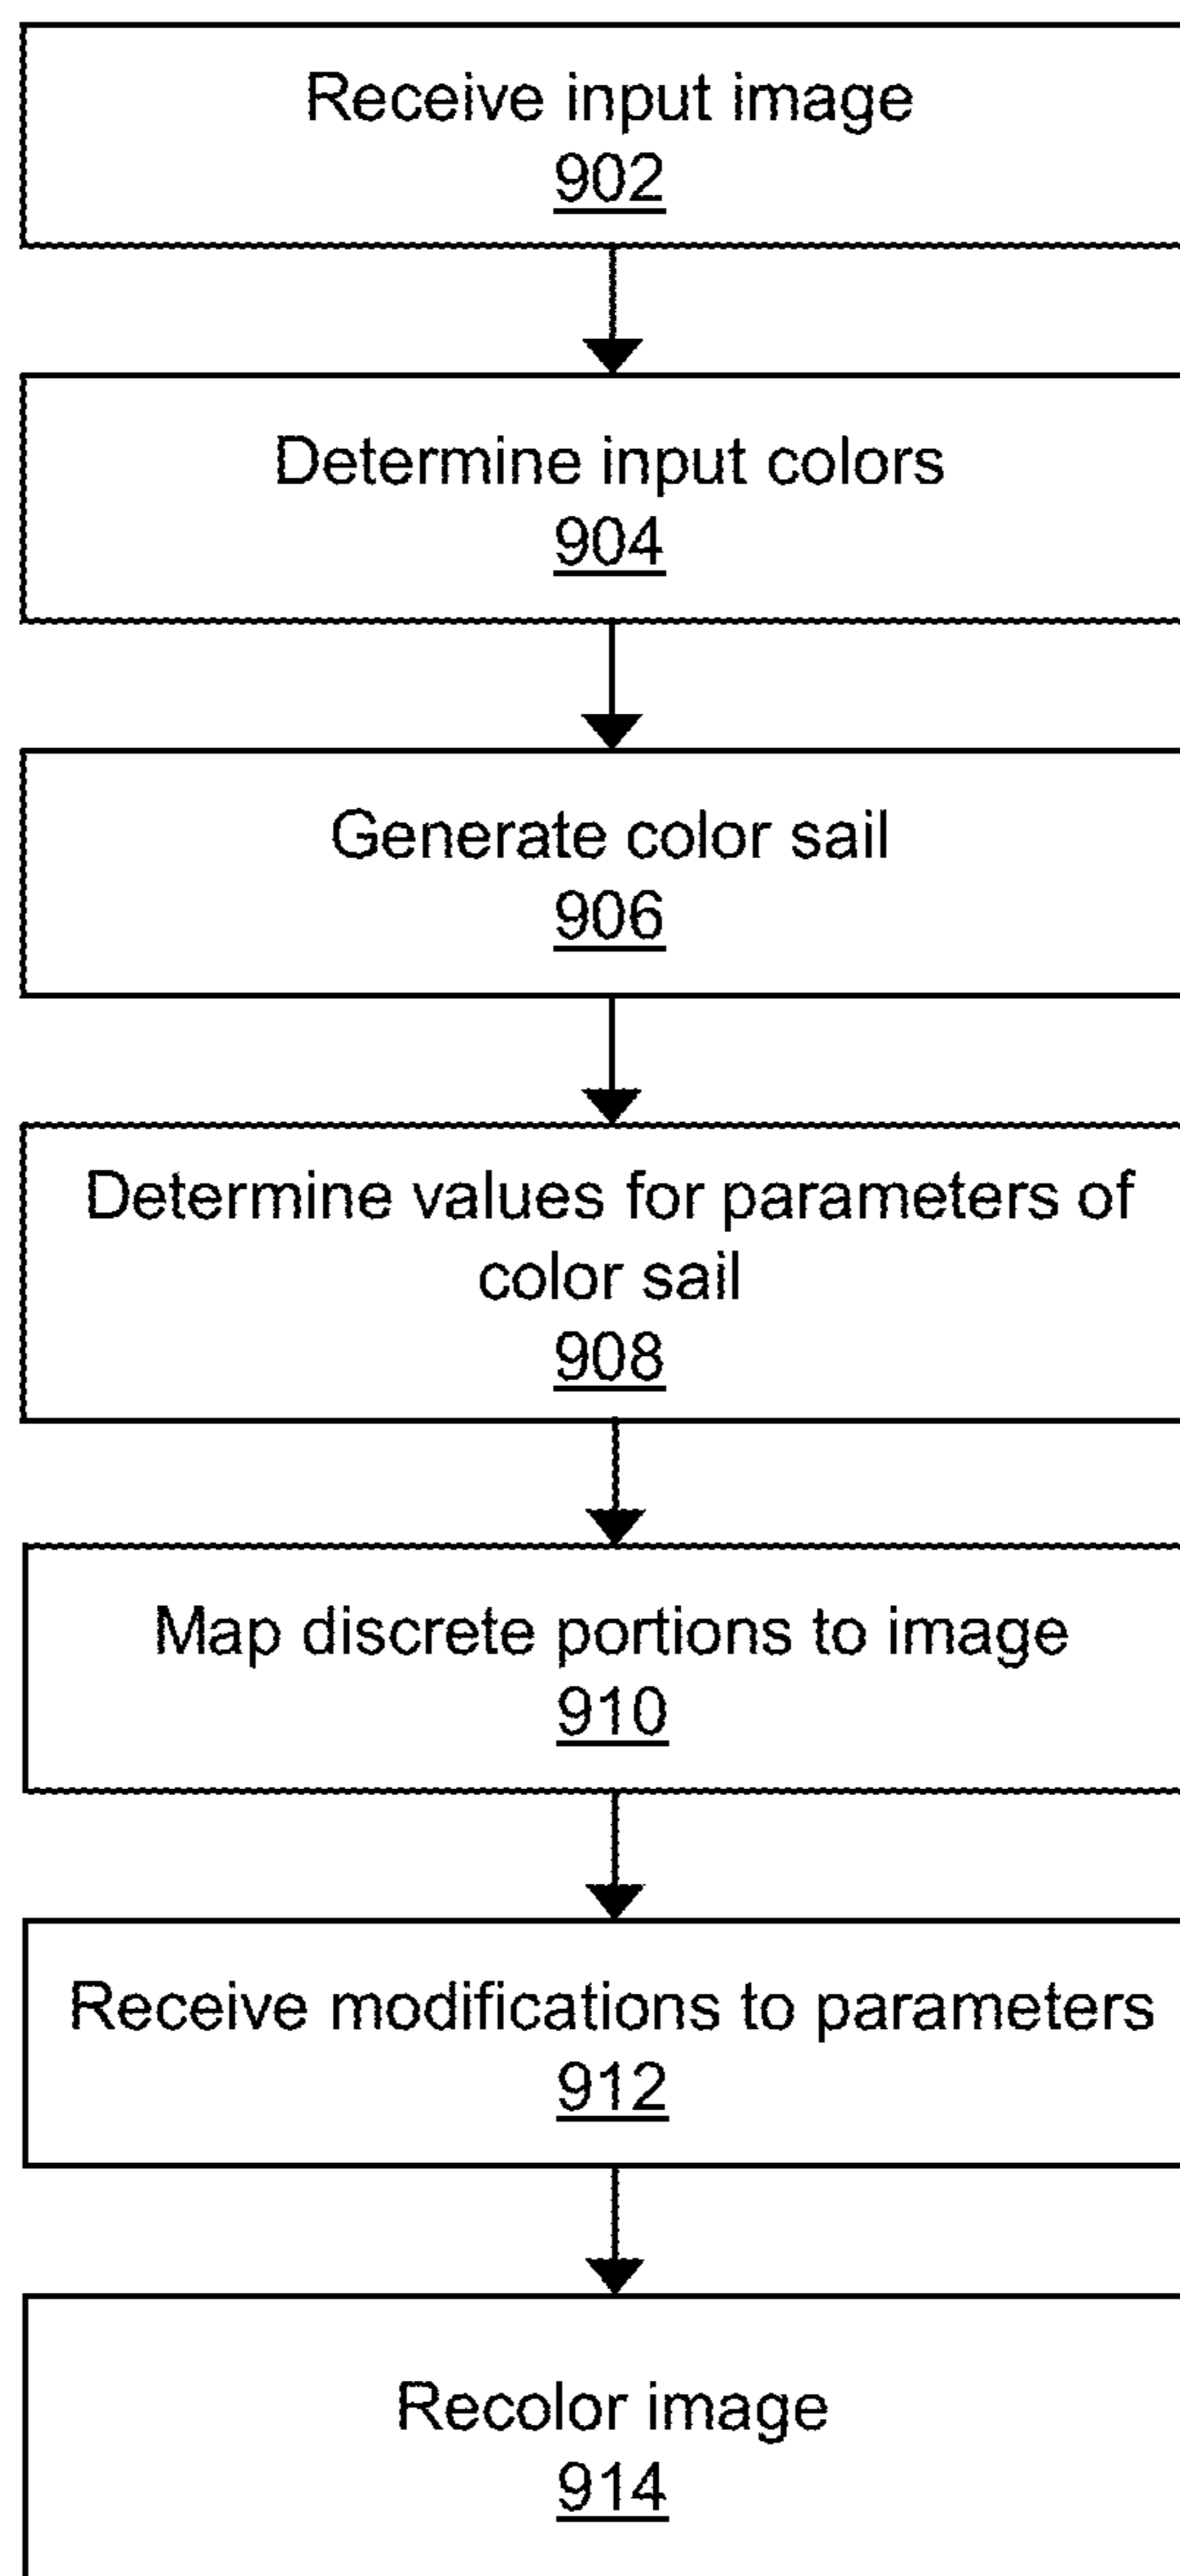 Receive input image
902
Determine input colors
904
Generate color sail
906
Determine values for parameters of
color sail
908
Map discrete portions to image
910
Receive modifications to parameters
912
Recolor image
914